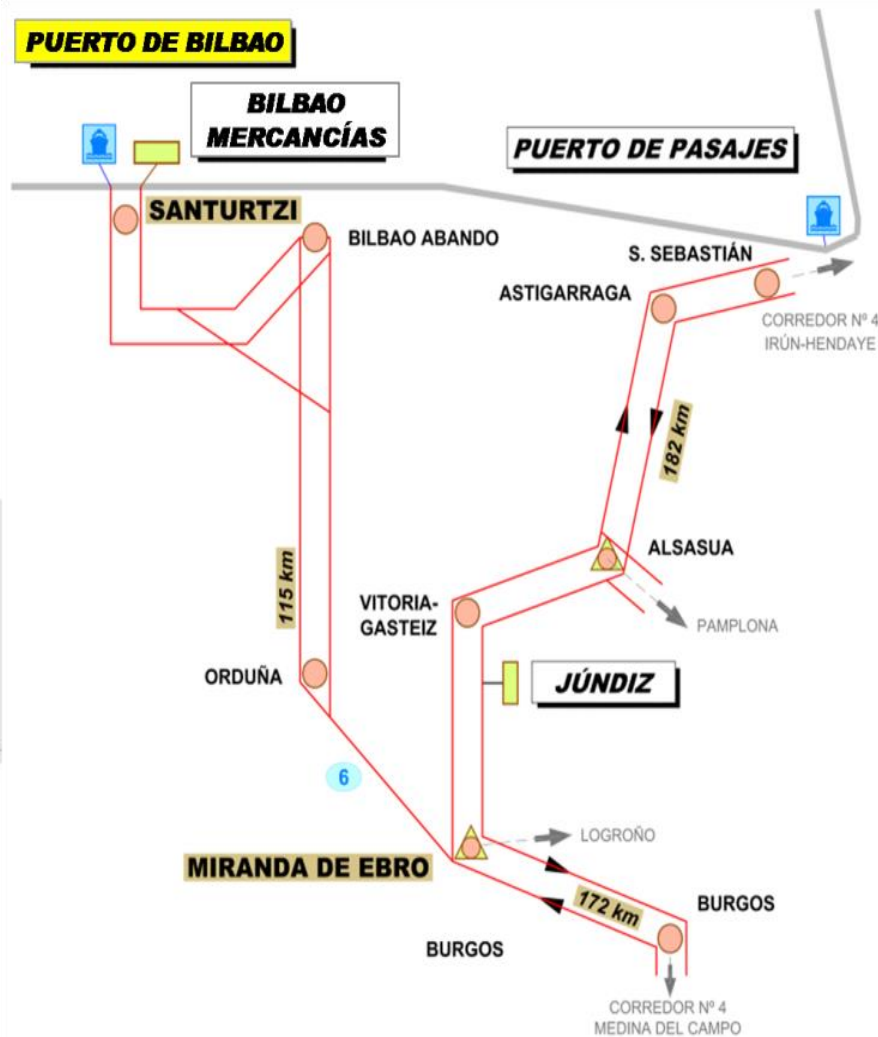 PUERTO DE BILBAO
BILBAO
MERCANCÍAS
PUERTO DE PASAJES
SANTURTZI
BILBAO ABANDO
S. SEBASTIÁN
ASTIGARRAGA
CORREDOR Nº 4
IRÚN-HENDAYE
182 km
ALSASUA
115 km
VITORIA-
GASTEIZ
PAMPLONA
ORDUÑA
JÚNDIZ
6
LOGROÑO
MIRANDA DE EBRO
172 km
BURGOS
BURGOS
CORREDOR Nº 4
MEDINA DEL CAMPO